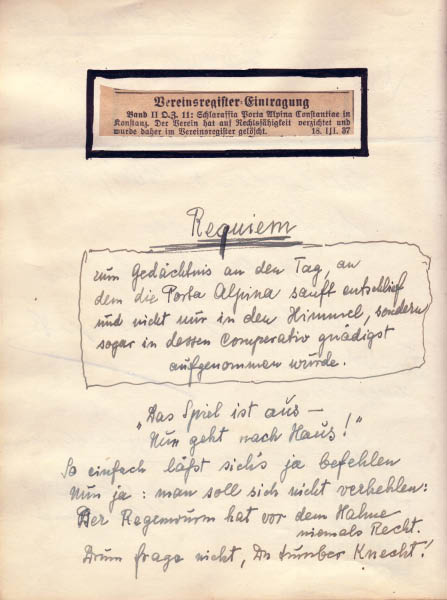 Vereinsregister-Eintragung
Band II O.Z. 11: Schlaraffia Porta Alpina Constantiae in
Konstanz. Der Verein hat auf Rechtsfähigkeit verzichtet und
wurde daher im Vereinsregister gelöscht. 18. III. 37
Requiem
zum Gedächtnis an den Tag, an
dem die Porta Alpina sanft entschlief
und nicht nur in den Himmel, sondern
sogar in dessen Comperativ gnädigst
aufgenommen wurde.
"Das Spiel ist aus –
Nun geht nach Haus!"
So einfach läßt sich's ja befehlen
Nun ja: man soll sich nicht verhehlen:
Der Regenwurm hat vor dem Hahne
niemals Recht.
Drum frage nicht, Du tumber Knecht!